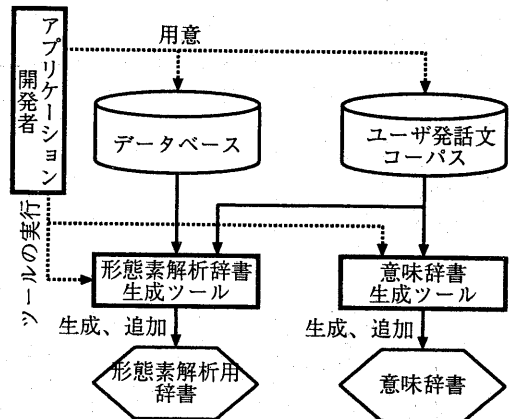 アプリケーション
開発者
用意
データベース
ユーザ発話文
コーパス
ツールの実行
形態素解析辞書
生成ツール
意味辞書
生成ツール
生成、追加
生成、追加
形態素解析用
辞書
意味辞書